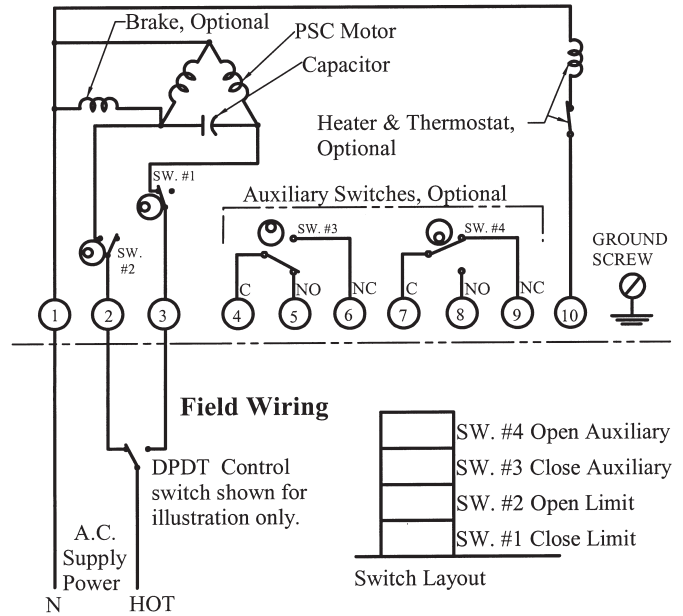 Brake, Optional
PSC Motor
Capacitor
Heater & Thermostat,
Optional
SW. #1
Auxiliary Switches, Optional
SW. #3
SW. #4
SW.
#2
GROUND
SCREW
C
NO
NC
C
NO
NC
1
2
3
4
5
6
7
8
9
10
Field Wiring
DPDT Control
switch shown for
illustration only.
A.C.
Supply
Power
N
HOT
SW. #4 Open Auxiliary
SW. #3 Close Auxiliary
SW. #2 Open Limit
SW. #1 Close Limit
Switch Layout